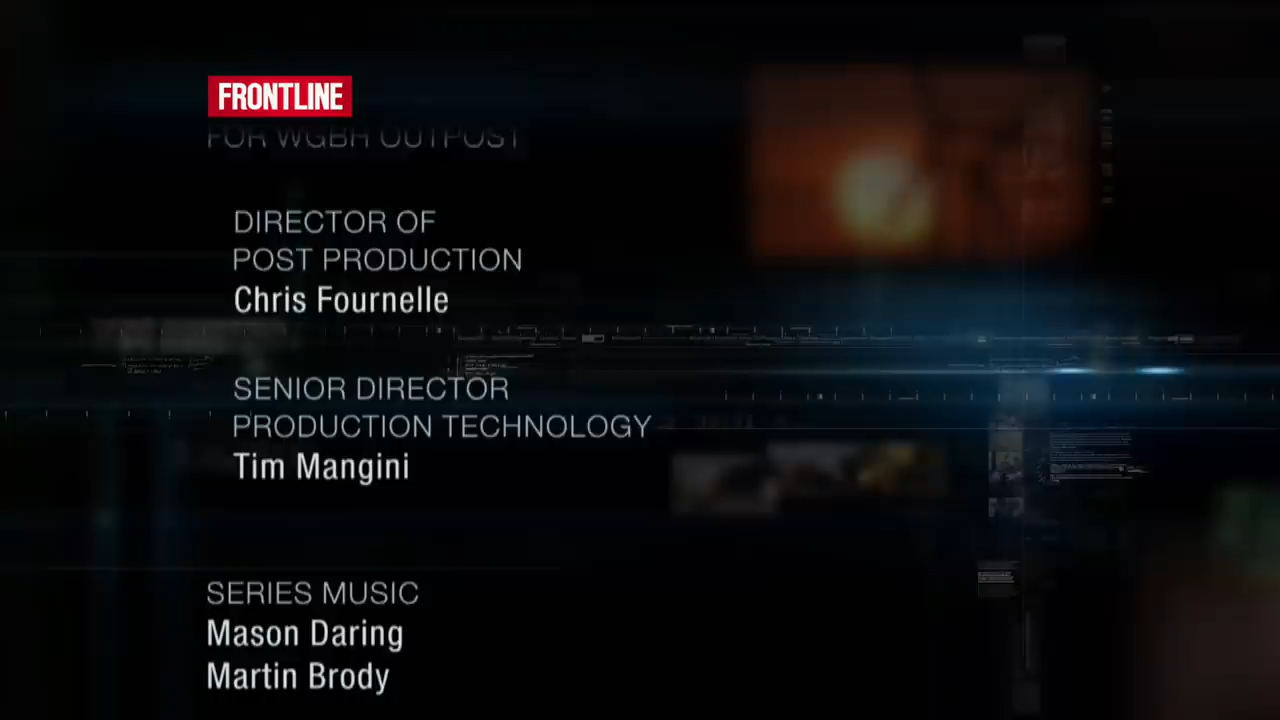 FRONTLINE
FOR WGBH OUTPOST
DIRECTOR OF
POST PRODUCTION
Chris Fournelle
SENIOR DIRECTOR
PRODUCTION TECHNOLOGY
Tim Mangini
SERIES MUSIC
Mason Daring
Martin Brody